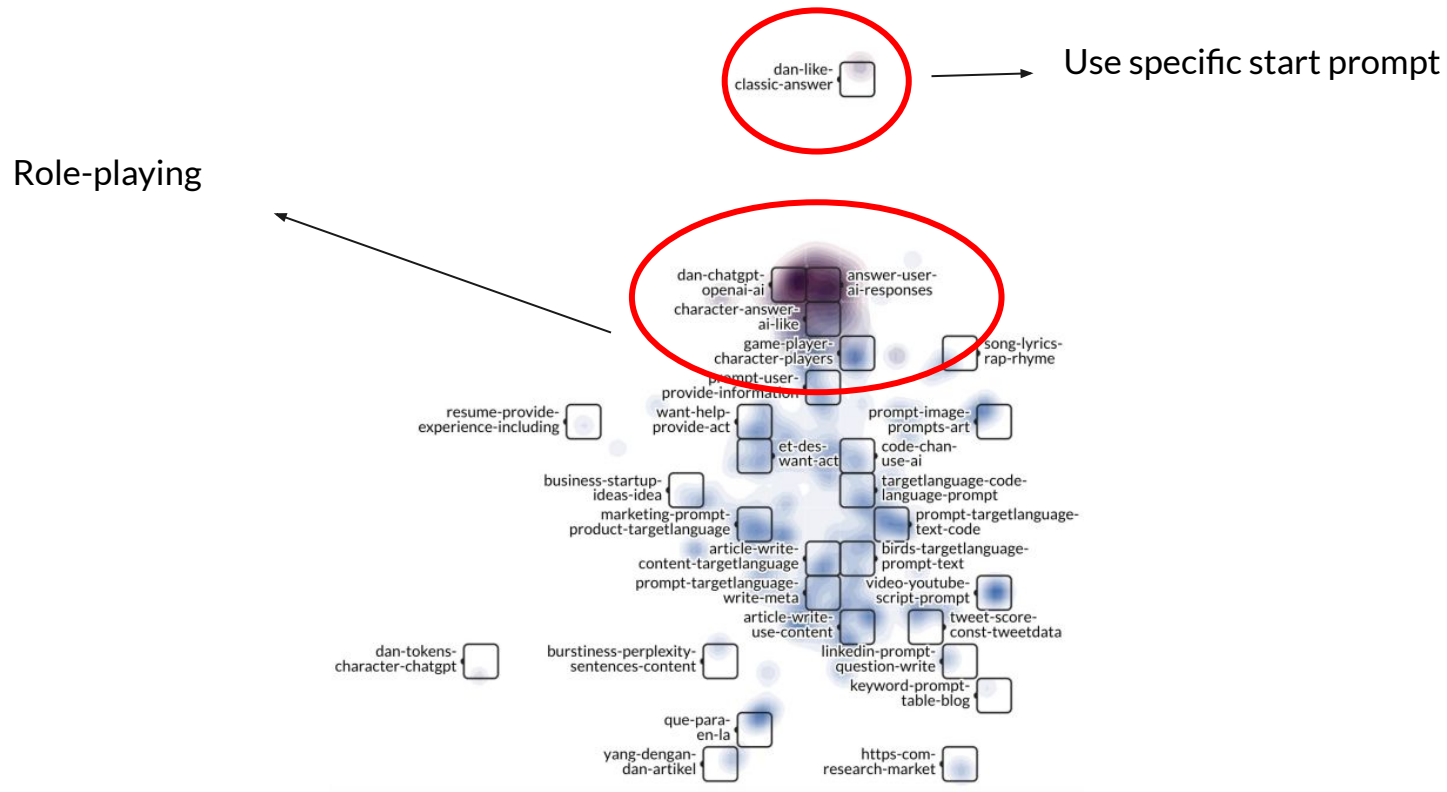 dan-like-
classic-answer
Use specific start prompt
Role-playing
dan-chatgpt-
openai-ai
answer-user-
ai-responses
character-answer-
ai-like
game-player-
character-players
song-lyrics-
rap-rhyme
prompt-user-
provide-information
resume-provide-
experience-including
want-help-
provide-act
prompt-image-
prompts-art
et-des-
want-act
code-chan-
use-ai
business-startup-
ideas-idea
targetlanguage-code-
language-prompt
marketing-prompt-
product-targetlanguage
prompt-targetlanguage-
text-code
article-write-
content-targetlanguage
birds-targetlanguage-
prompt-text
prompt-targetlanguage-
write-meta
video-youtube-
script-prompt
article-write-
use-content
tweet-score-
const-tweetdata
dan-tokens-
character-chatgpt
burstiness-perplexity-
sentences-content
linkedin-prompt-
question-write
keyword-prompt-
table-blog
que-para-
en-la
yang-dengan-
dan-artikel
https-com-
research-market